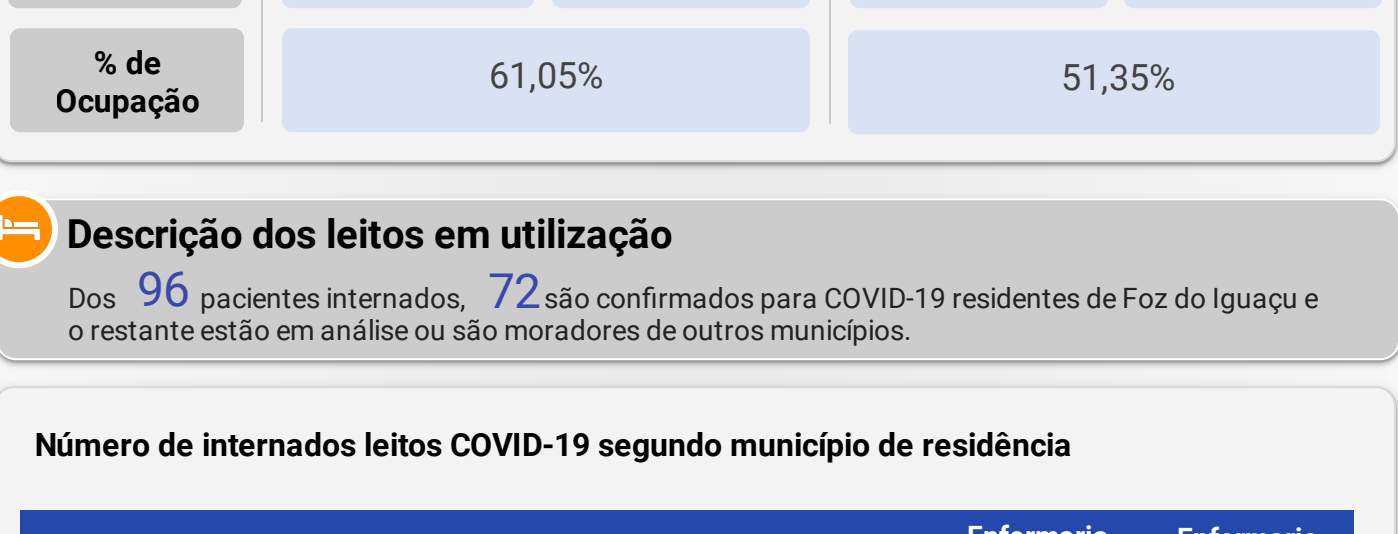 % de
Ocupação
61,05%
51,35%
Descrição dos leitos em utilização
Dos 96 pacientes internados, 72 são confirmados para COVID-19 residentes de Foz do Iguaçu e
o restante estão em análise ou são moradores de outros municípios.
Número de internados leitos COVID-19 segundo município de residência
Enfermaria Enfermaria